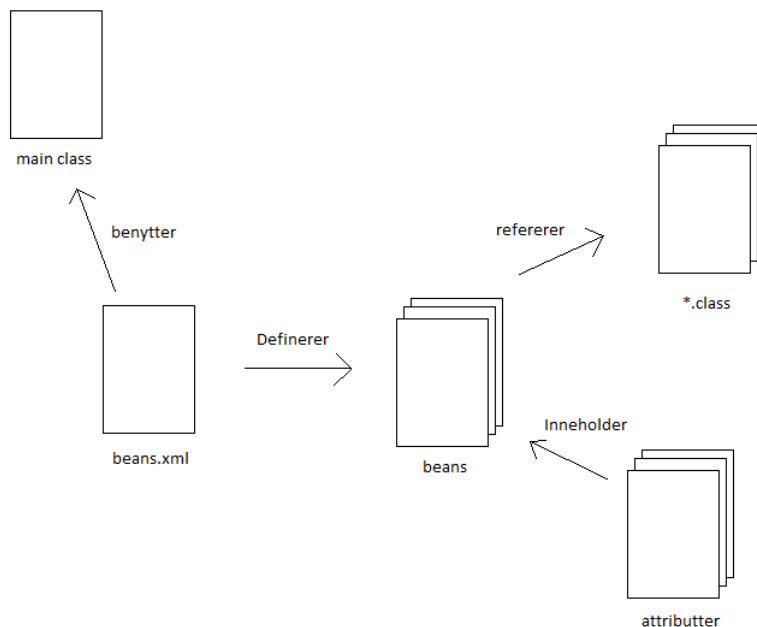 main class
benytter
refererer
*.class
Definerer
beans.xml
beans
Inneholder
attributter